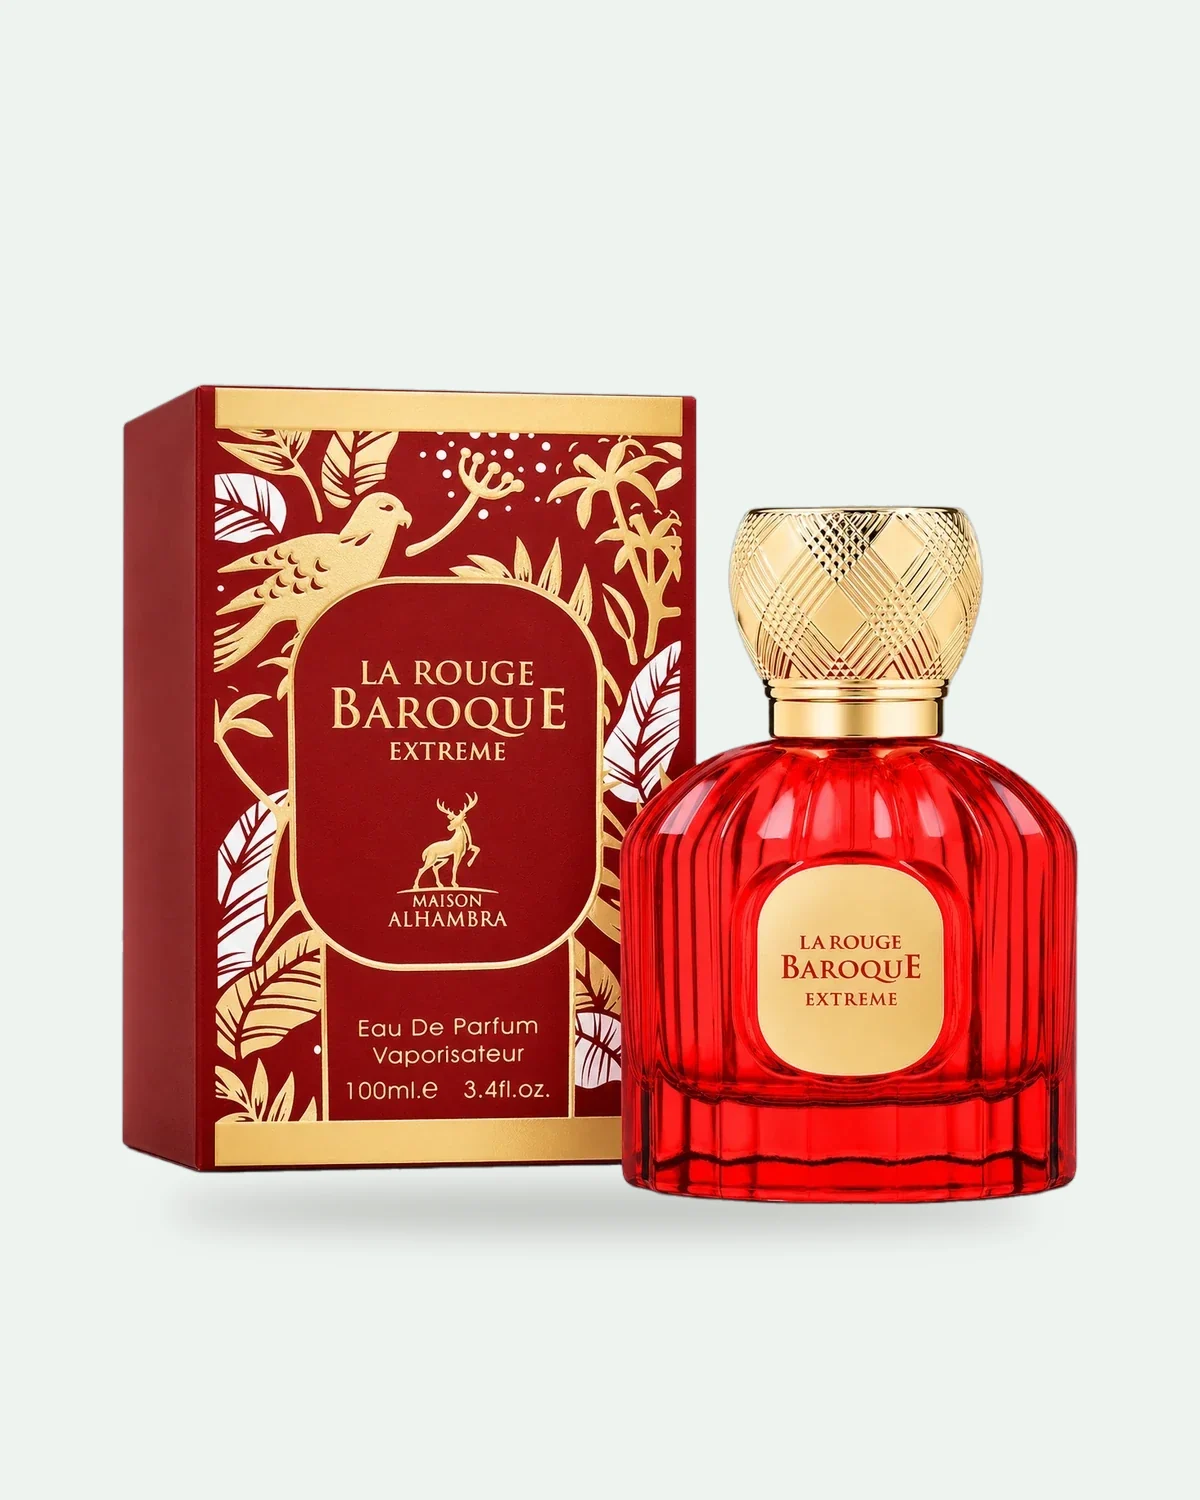 LA ROUGE
BAROQUE
EXTREME
MAISON
ALHAMBRA
Eau De Parfum
Vaporisateur
100ml.e 3.4fl.oz.
LA ROUGE
BAROQUE
EXTREME